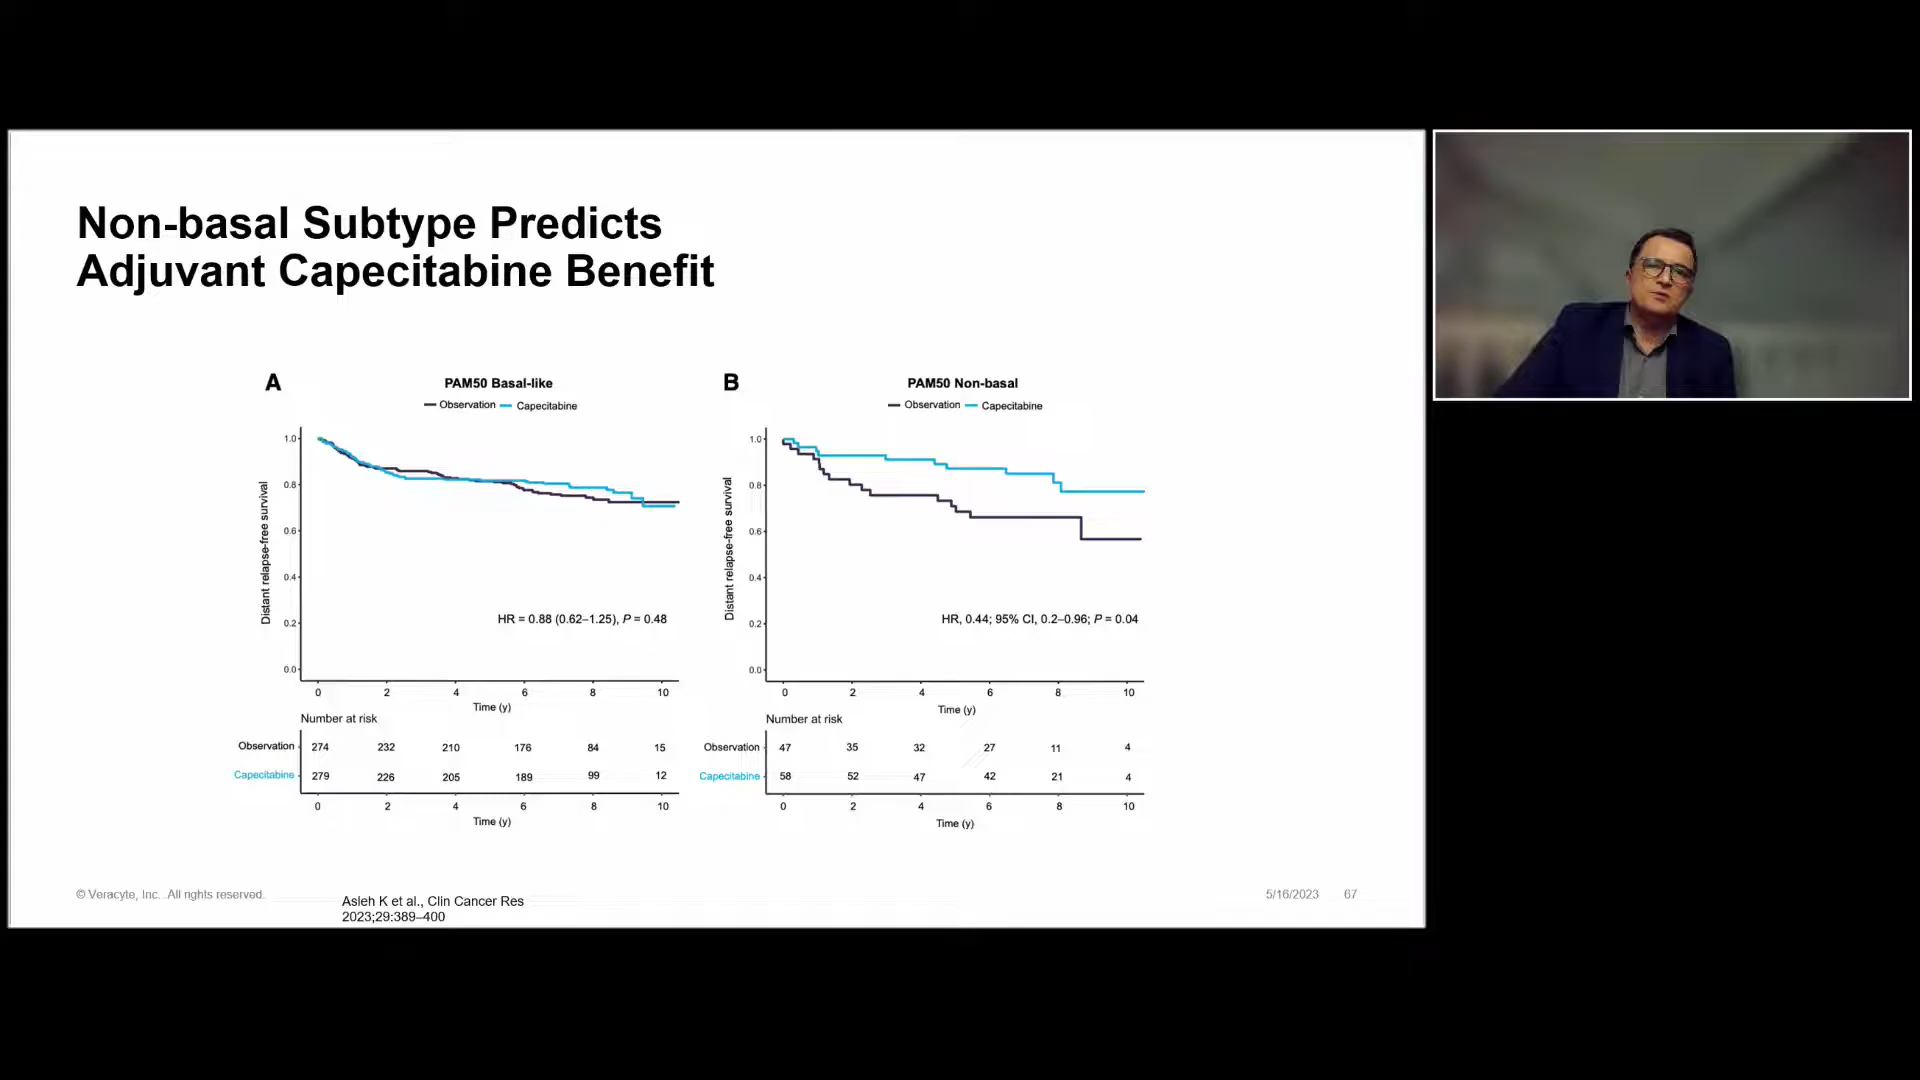 Non-basal Subtype Predicts
Adjuvant Capecitabine Benefit
A
PAM50 Basal-like
Observation Capecitabine
Distant relapse-free survival
1.0
0.8
0.6
0.4
0.2
0.0
HR = 0.88 (0.62–1.25), P = 0.48
0 2 4 6 8 10
Time (y)
Number at risk
Observation 274 232 210 176 84 15
Capecitabine 279 226 205 189 99 12
0 2 4 6 8 10
Time (y)
B
PAM50 Non-basal
Observation Capecitabine
Distant relapse-free survival
1.0
0.8
0.6
0.4
0.2
0.0
HR, 0.44; 95% CI, 0.2–0.96; P = 0.04
0 2 4 6 8 10
Time (y)
Number at risk
Observation 47 35 32 27 11 4
Capecitabine 58 52 47 42 21 4
0 2 4 6 8 10
Time (y)
© Veracyte, Inc. All rights reserved.
Asleh K et al., Clin Cancer Res
2023;29:389–400
5/16/2023 67